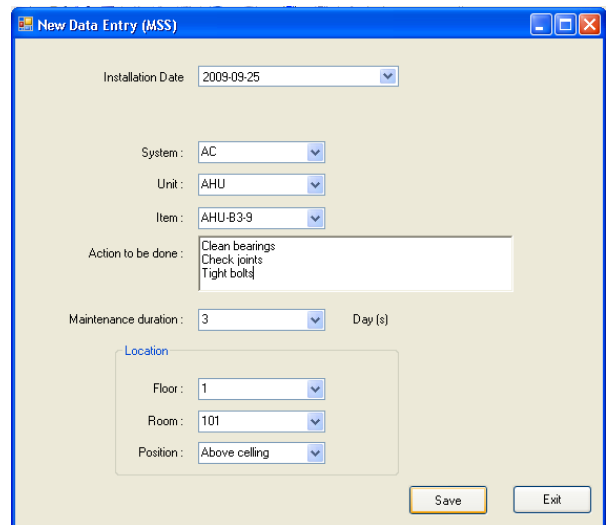 New Data Entry (MSS)
Installation Date 2009-09-25
System : AC
Unit : AHU
Item : AHU-B3-9
Action to be done : Clean bearings
Check joints
Tight bolts
Maintenance duration : 3 Day (s)
Location
Floor : 1
Room : 101
Position : Above celling
Save Exit